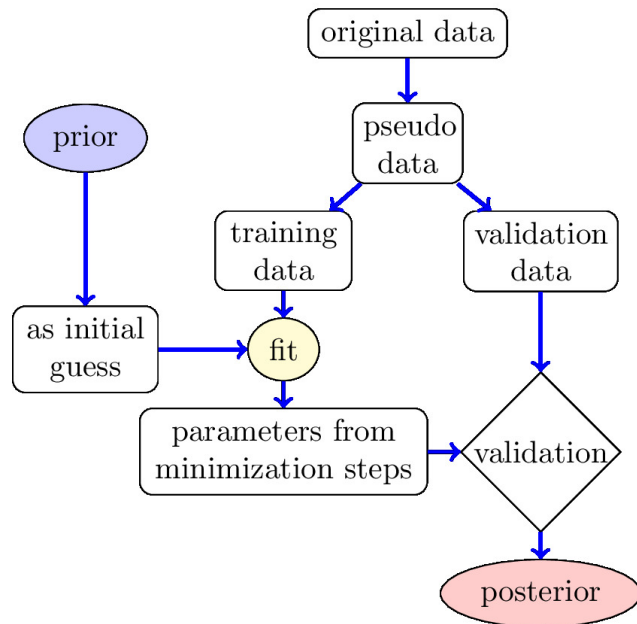 original data
prior
pseudo
data
training
data
validation
data
as initial
guess
fit
parameters from
minimization steps
validation
posterior